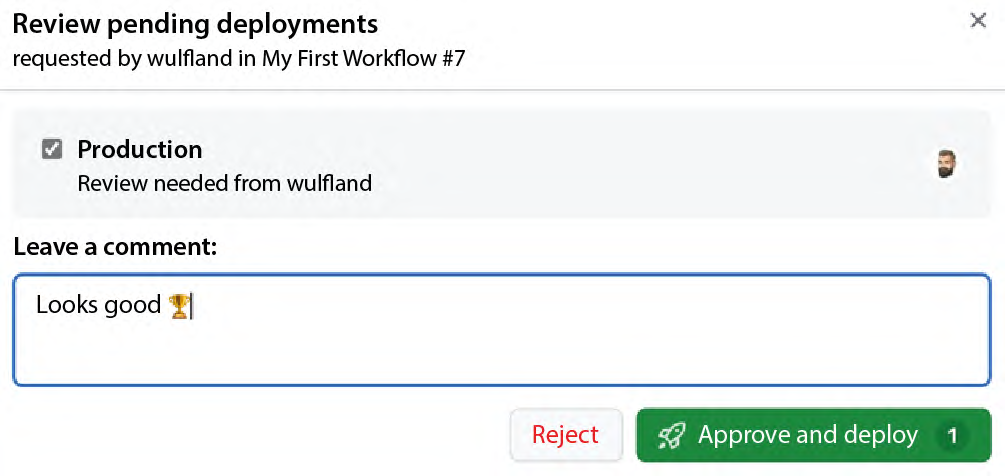 Review pending deployments
requested by wulfland in My First Workflow #7
Production
Review needed from wulfland
Leave a comment:
Looks good 🏆
Reject
Approve and deploy 1